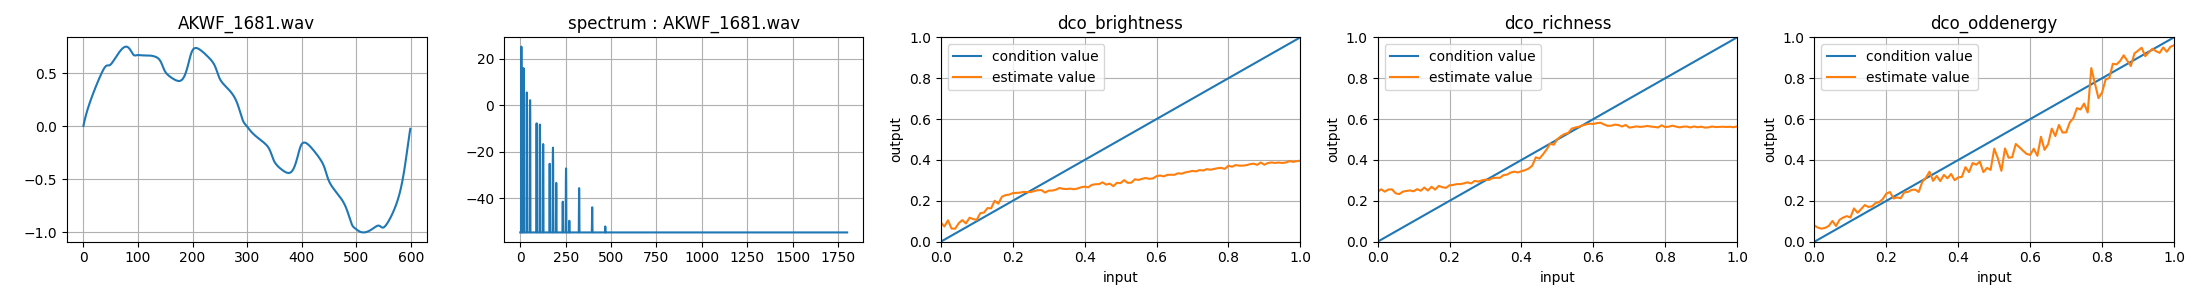 AKWF_1681.wav
0.5
0.0
−0.5
−1.0
0 100 200 300 400 500 600
spectrum : AKWF_1681.wav
20
0
−20
−40
0 250 500 750 1000 1250 1500 1750
dco_brightness
condition value
estimate value
output
1.0
0.8
0.6
0.4
0.2
0.0
0.0 0.2 0.4 0.6 0.8 1.0
input
dco_richness
condition value
estimate value
output
1.0
0.8
0.6
0.4
0.2
0.0
0.0 0.2 0.4 0.6 0.8 1.0
input
dco_oddenergy
condition value
estimate value
output
1.0
0.8
0.6
0.4
0.2
0.0
0.0 0.2 0.4 0.6 0.8 1.0
input